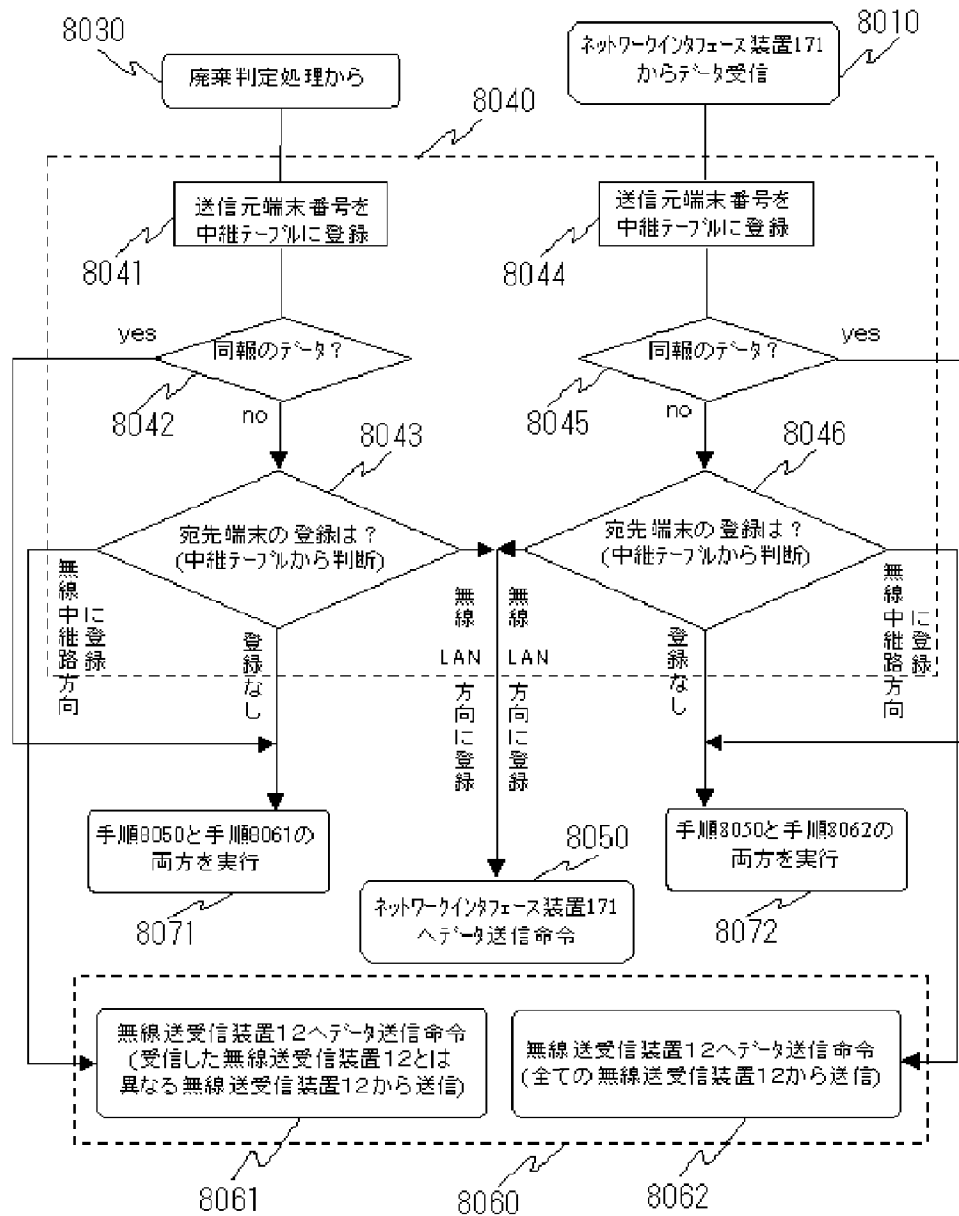 8030
廃棄判定処理から
ネットワークインタフェース装置171
からデータ受信
8010
8040
送信元端末番号を
中継テーブルに登録
8041
送信元端末番号を
中継テーブルに登録
8044
yes
同報のデータ?
8042
no
同報のデータ?
yes
8045
no
8043
宛先端末の登録は?
(中継テーブルから判断)
8046
宛先端末の登録は?
(中継テーブルから判断)
無線中継路方向
に登録
登録なし
無線LAN方向に登録
無線LAN方向に登録
登録なし
無線中継路方向
に登録
手順8050と手順8061の
両方を実行
8071
8050
ネットワークインタフェース装置171
へデータ送信命令
手順8050と手順8062の
両方を実行
8072
無線送受信装置12へデータ送信命令
(受信した無線送受信装置12とは
異なる無線送受信装置12から送信)
無線送受信装置12へデータ送信命令
(全ての無線送受信装置12から送信)
8061
8060
8062